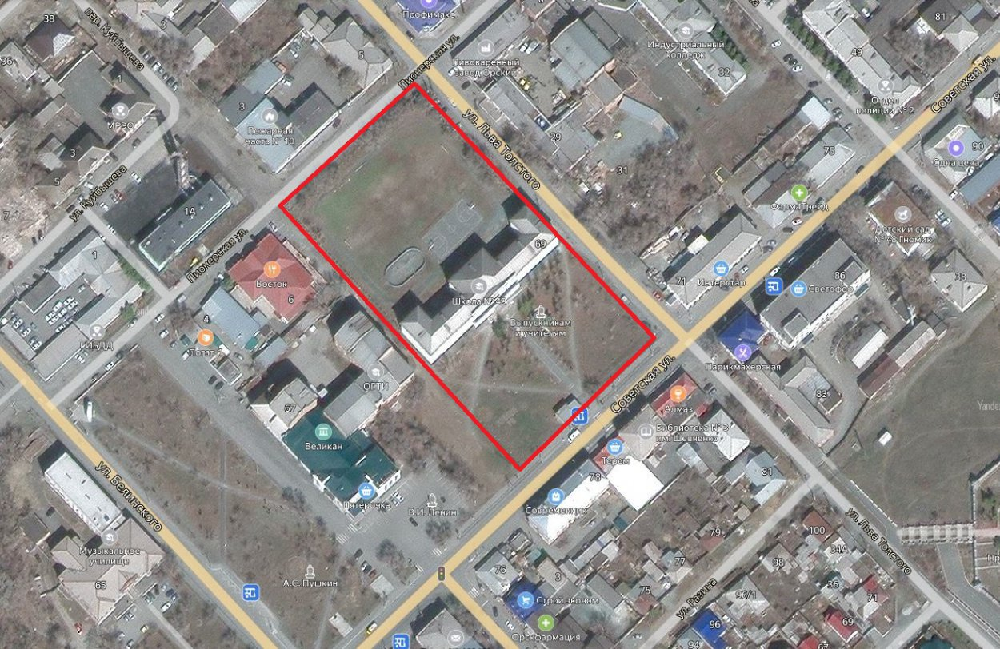 38
пер. Куйбышева
3
Профимакс
Пионерская ул.
5
36
1
МРЭО
3
5
ул. Куйбышева
7
3
Пожарная
часть № 10
Пивоваренный
завод Орский
Индустриальный
колледж
32
49
81
Отдел
полиции № 2
Советская ул.
90
Одна цена
75
Фарматрейд
Детский сад
№ 48 Гномик
38
29
31
ул. Льва Толстого
1А
Пионерская ул.
1
ГИБДД
Восток
6
4
69
Школа № 49
Выпускникам
и учителям
71
Интерстар
86
Светофор
Парикмахерская
ОГТИ
67
Великан
Пятёрочка
В.И. Ленин
Советская ул.
Алмаз
Библиотека № 3
им. Шевченко
Терем
78
Современник
83
81
Yande
ул. Белинского
Музыкальное
училище
65
А.С. Пушкин
76
3
Строй эконом
Орскфармация
75
77
79
ул. Разина
100
34А
98
36
96/1
71
69
96
94
67
ул. Льва Толстого